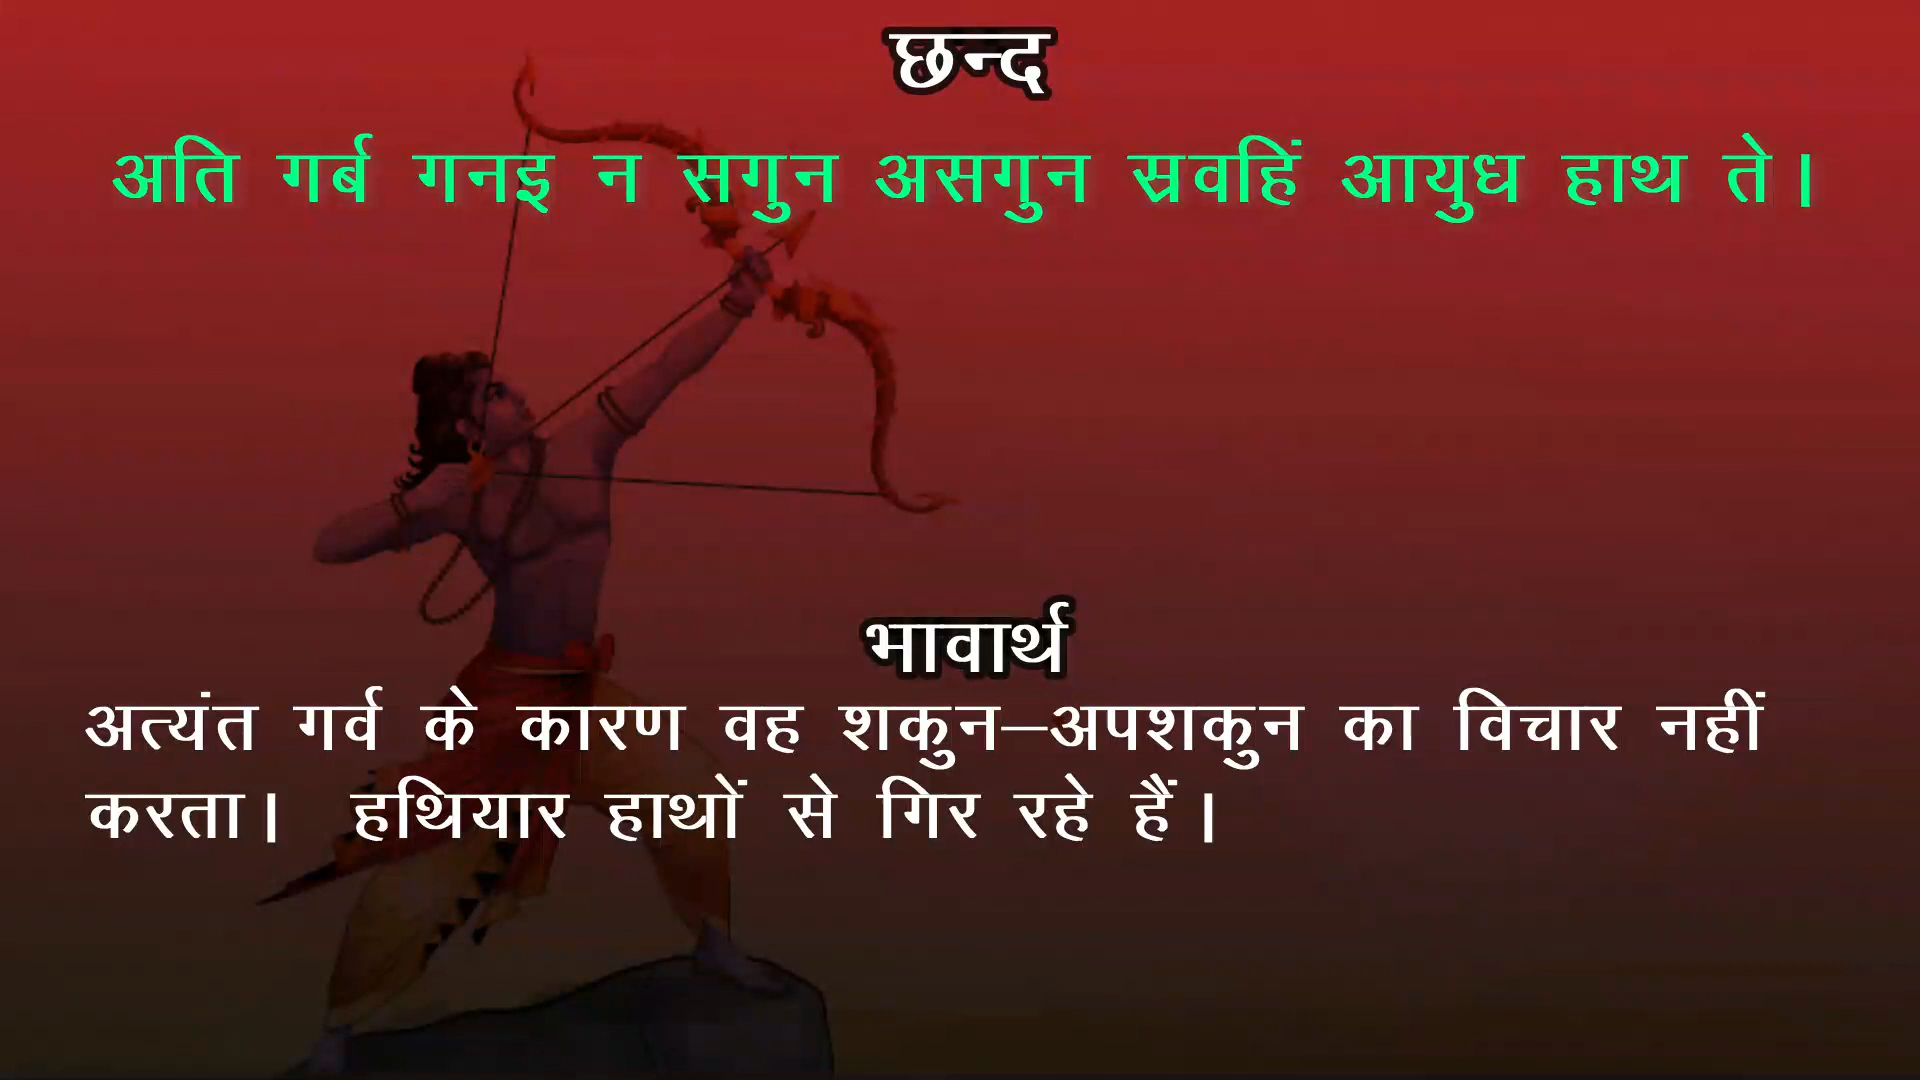 छन्द
अति गर्ब गनइ न सगुन असगुन स्रवहिं आयुध हाथ ते।
भावार्थ
अत्यंत गर्व के कारण वह शकुन–अपशकुन का विचार नहीं
करता। हथियार हाथों से गिर रहे हैं।